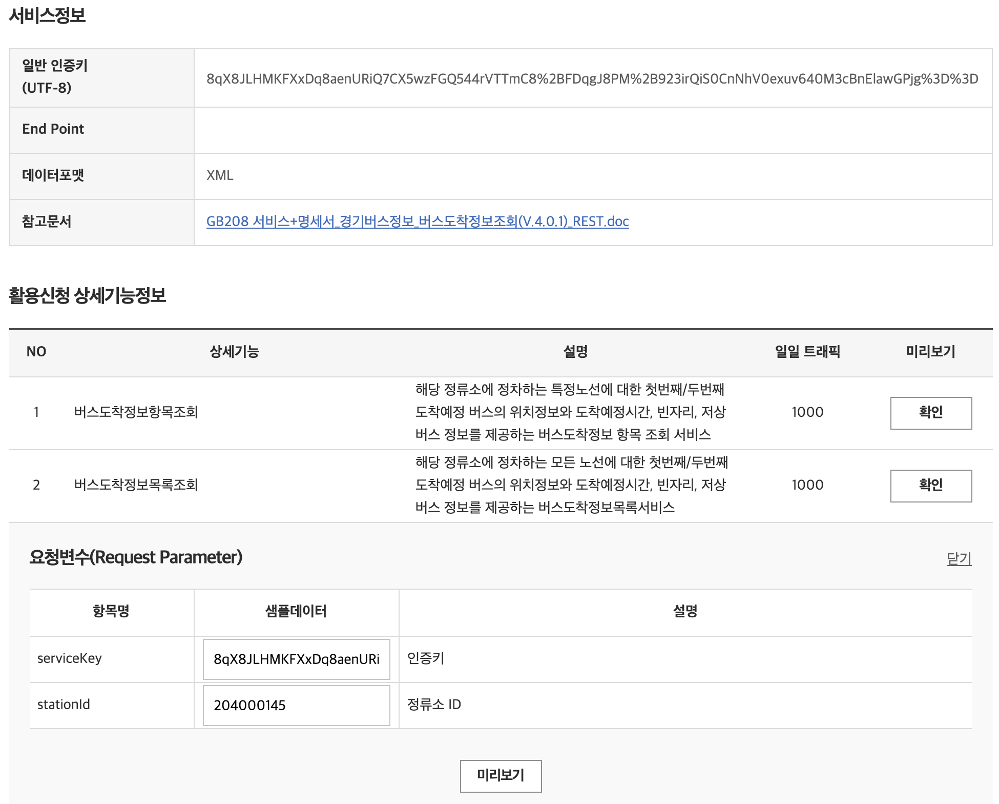 서비스정보
일반 인증키
(UTF-8)
8qX8JLHMKFXxDq8aenURiQ7CX5wzFGQ544rVTTmC8%2BFDqgJ8PM%2B923irQiS0CnNhV0exuv640M3cBnElawGPjg%3D%3D
End Point
데이터포맷
XML
참고문서
GB208 서비스+명세서_경기버스정보_버스도착정보조회(V.4.0.1)_REST.doc
활용신청 상세기능정보
NO 상세기능 설명 일일 트래픽 미리보기
해당 정류소에 정차하는 특정노선에 대한 첫번째/두번째
1 버스도착정보항목조회 도착예정 버스의 위치정보와 도착예정시간, 빈자리, 저상 1000 확인
버스 정보를 제공하는 버스도착정보 항목 조회 서비스
해당 정류소에 정차하는 모든 노선에 대한 첫번째/두번째
2 버스도착정보목록조회 도착예정 버스의 위치정보와 도착예정시간, 빈자리, 저상 1000 확인
버스 정보를 제공하는 버스도착정보목록서비스
요청변수(Request Parameter) 닫기
항목명 샘플데이터 설명
serviceKey 8qX8JLHMKFXxDq8aenURi 인증키
stationId 204000145 정류소 ID
미리보기